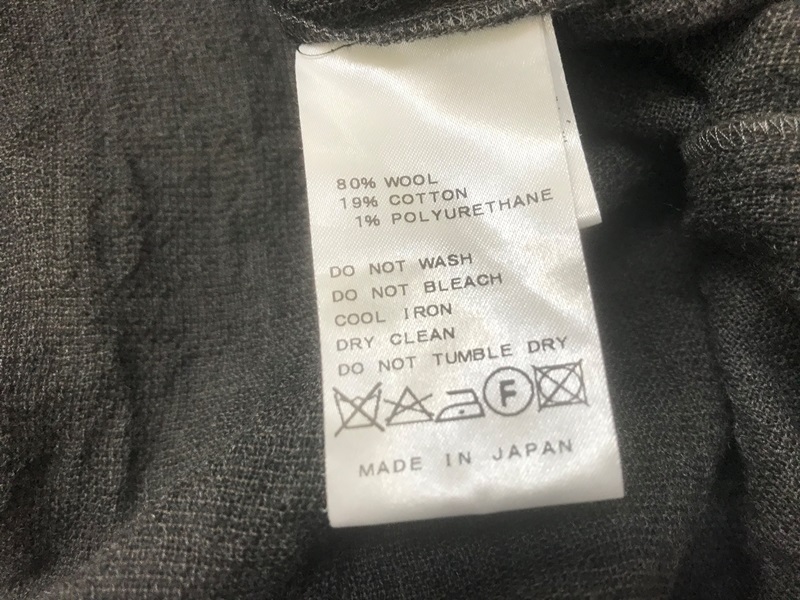 80% WOOL
19% COTTON
1% POLYURETHANE
DO NOT WASH
DO NOT BLEACH
COOL IRON
DRY CLEAN
DO NOT TUMBLE DRY
F
MADE IN JAPAN